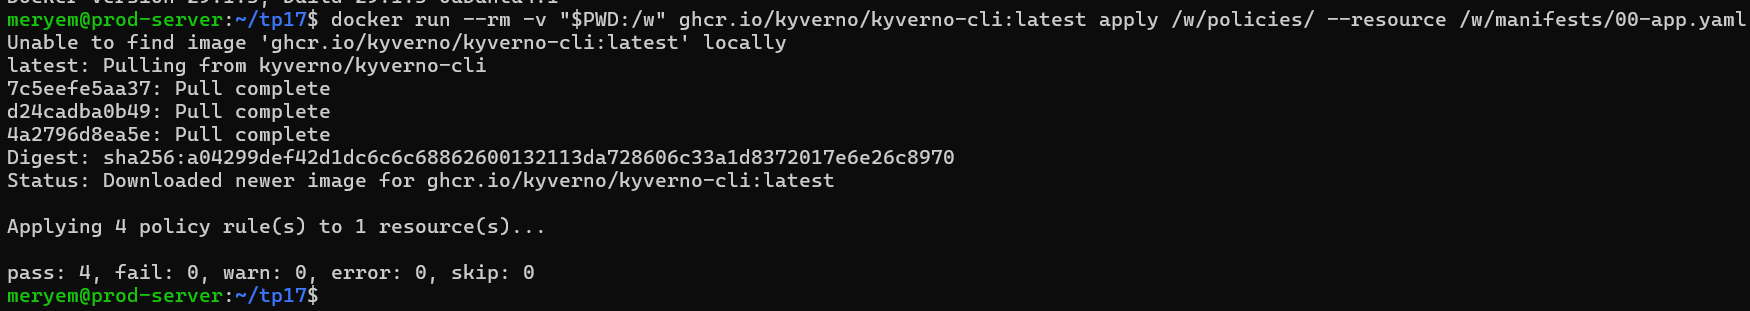 meryem@prod-server:~/tp17$ docker run --rm -v "$PWD:/w" ghcr.io/kyverno/kyverno-cli:latest apply /w/policies/ --resource /w/manifests/00-app.yaml
Unable to find image 'ghcr.io/kyverno/kyverno-cli:latest' locally
latest: Pulling from kyverno/kyverno-cli
7c5eefe5aa37: Pull complete
d24cadba0b49: Pull complete
4a2796d8ea5e: Pull complete
Digest: sha256:a04299def42d1dc6c6c68862600132113da728606c33a1d8372017e6e26c8970
Status: Downloaded newer image for ghcr.io/kyverno/kyverno-cli:latest
Applying 4 policy rule(s) to 1 resource(s)...
pass: 4, fail: 0, warn: 0, error: 0, skip: 0
meryem@prod-server:~/tp17$